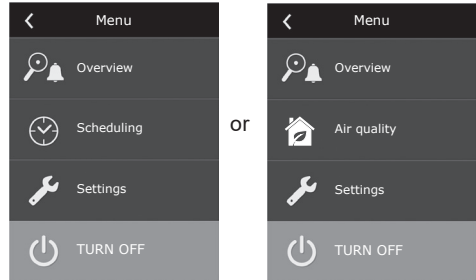 Menu
Overview
Scheduling
Settings
TURN OFF
or
Menu
Overview
Air quality
Settings
TURN OFF